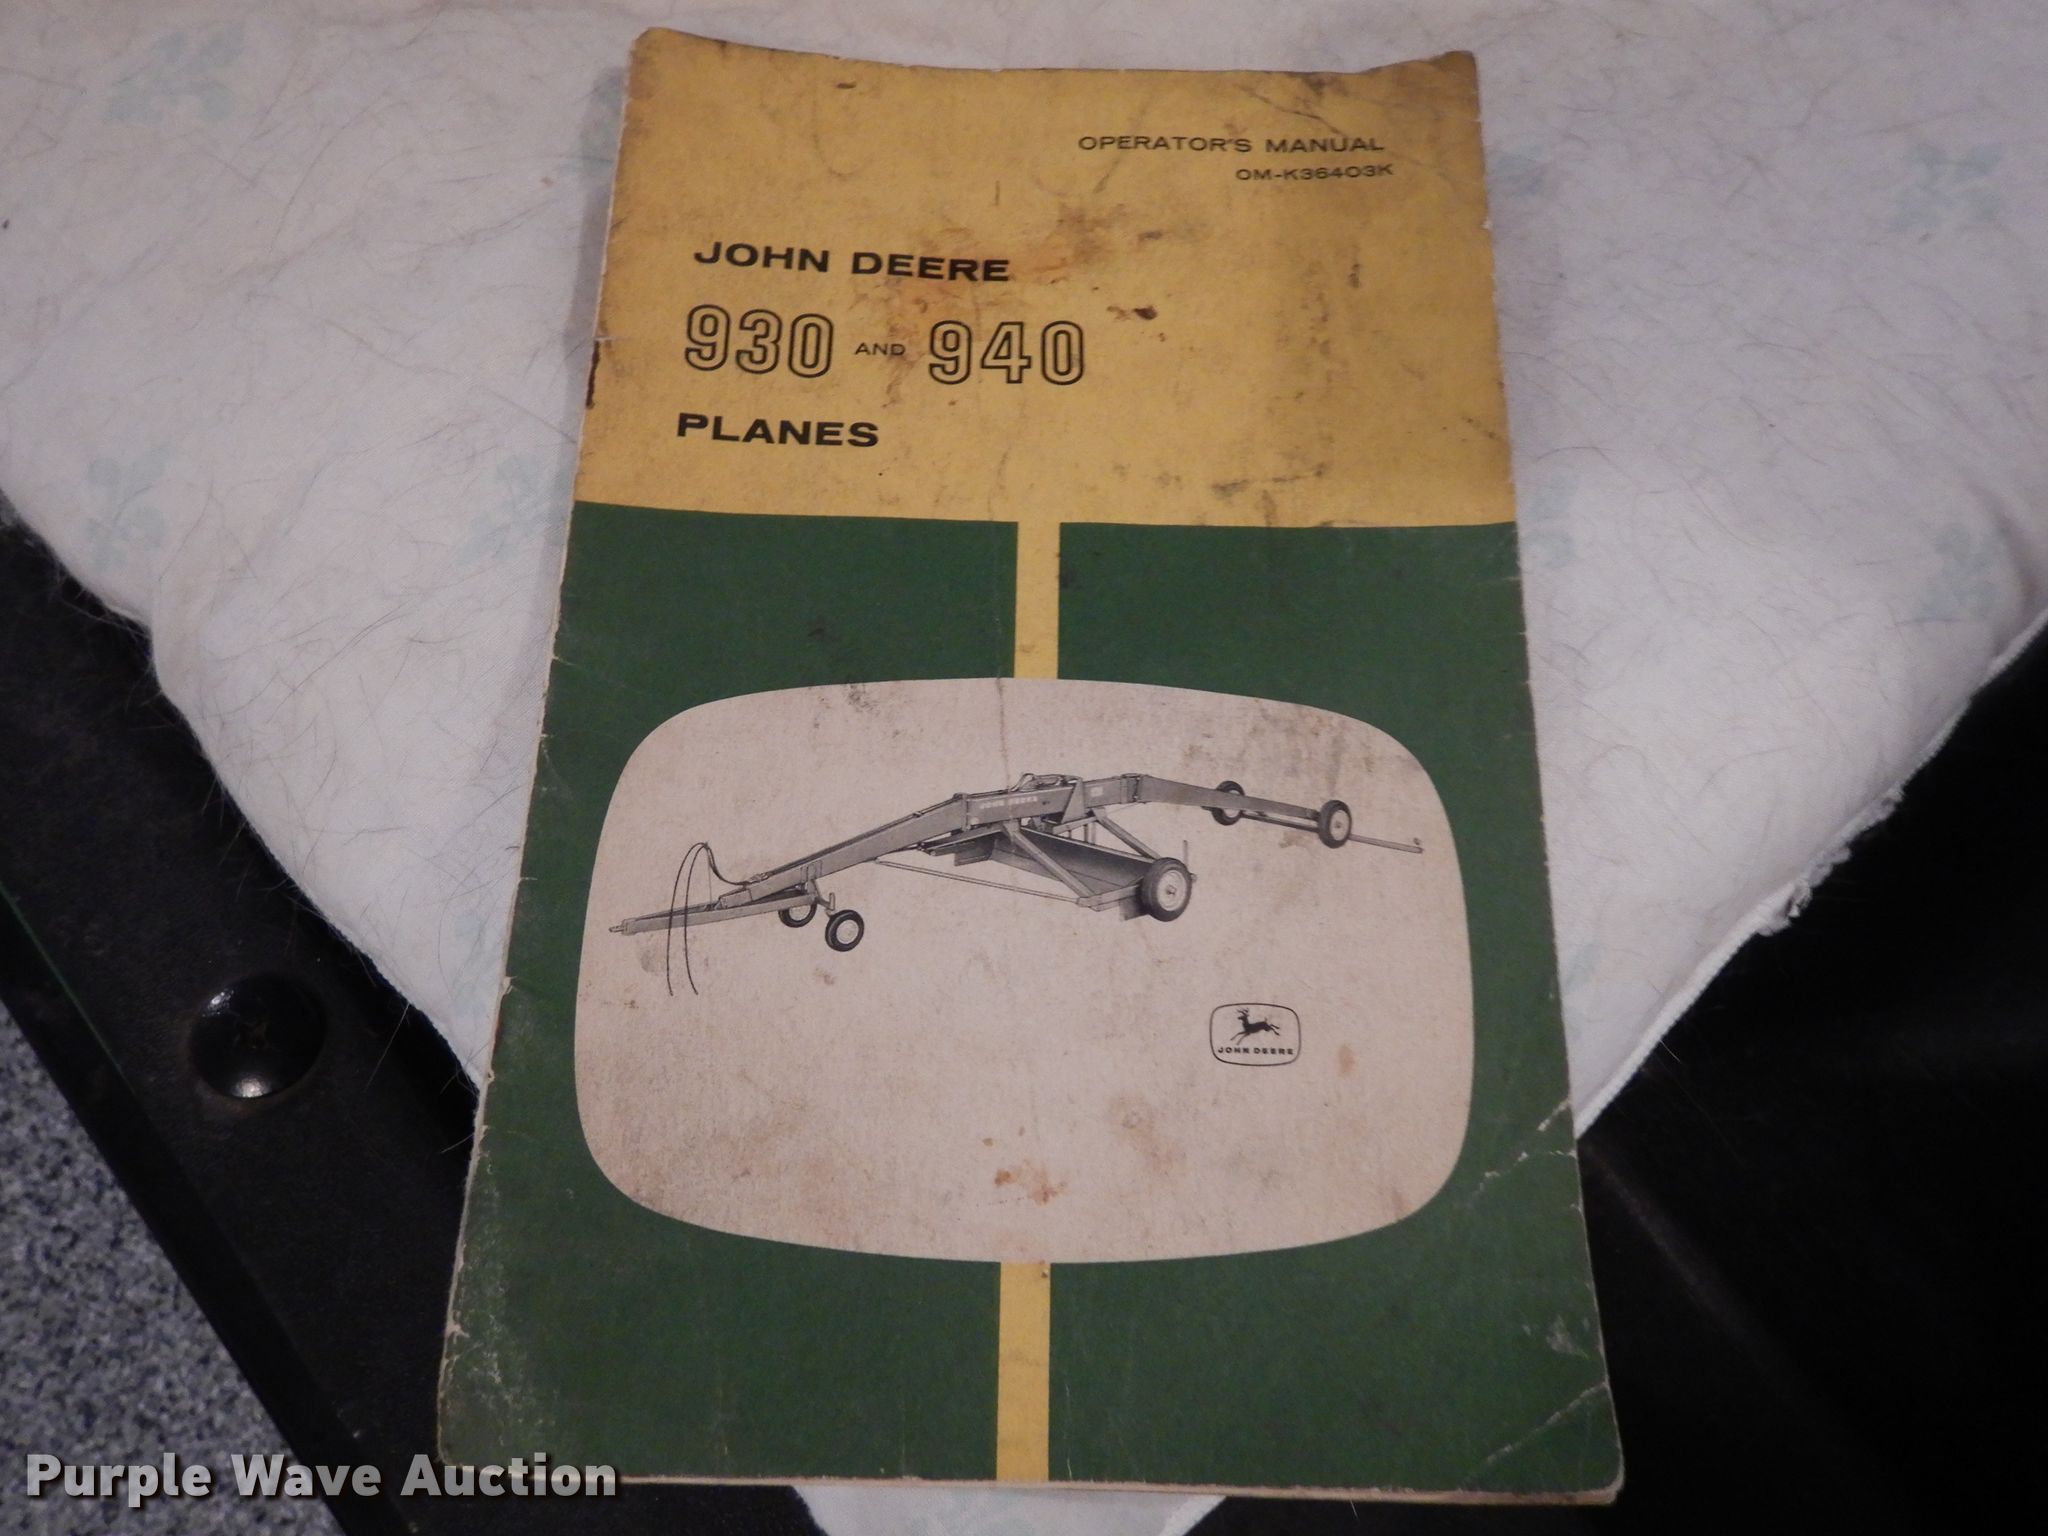 OPERATOR'S MANUAL
OM-K36403K
JOHN DEERE
930 AND 940
PLANES
JOHN DEERE
JOHN DEERE
Purple Wave Auction